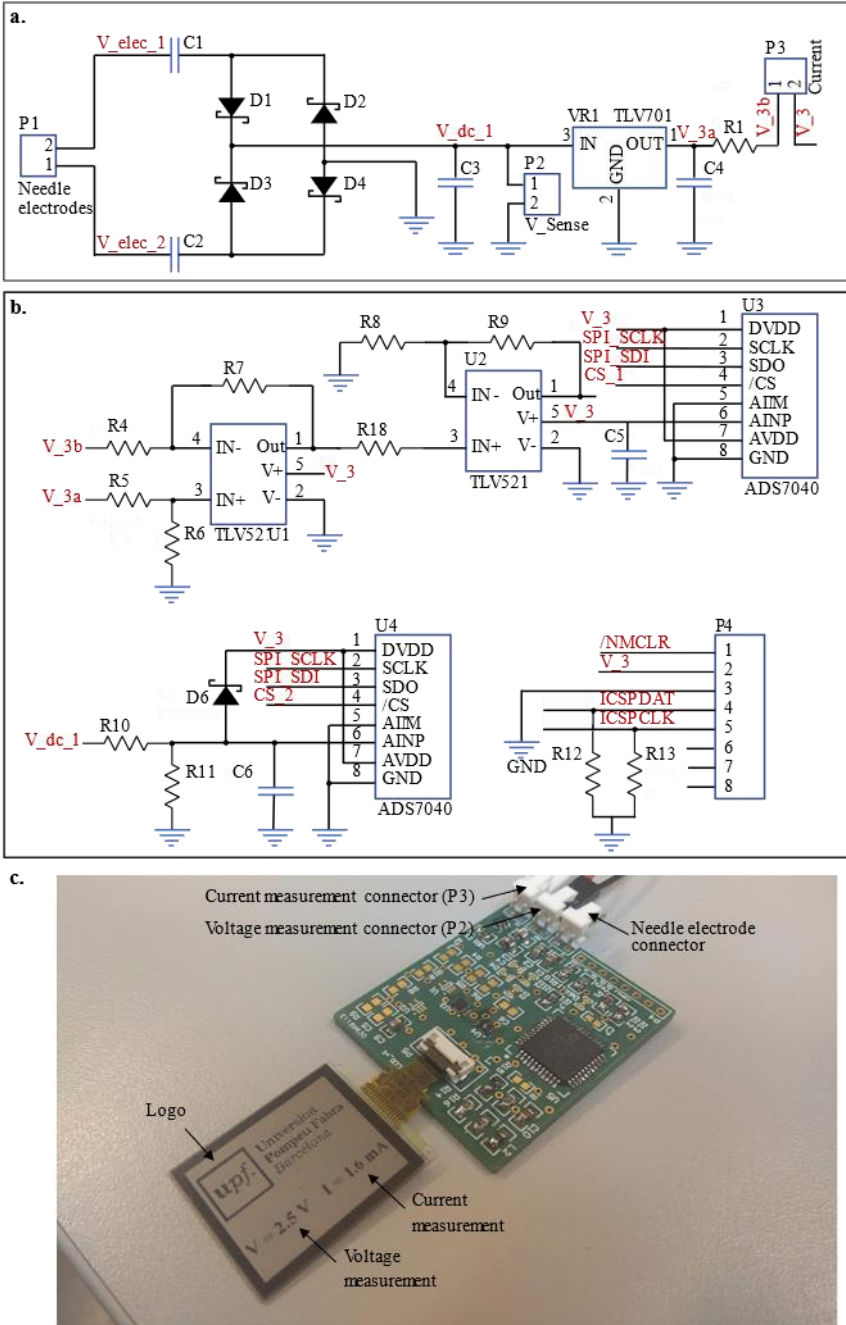 a.
V_elec_1
C1
P1
2
1
Needle
electrodes
V_elec_2
C2
D1
D2
D3
D4
V_dc_1
C3
P2
1
2
V_Sense
VR1
TLV701
3
IN
OUT
1
GND
2
V_3a
R1
C4
P3
1
2
Current
V_3b
V_3
b.
R7
R4
V_3b
4
IN-
Out
1
V+
5
V_3
R5
V_3a
3
IN+
V-
2
R6
U1
R8
R9
U2
4
IN-
Out
1
V+
5
V_3
R18
3
IN+
V-
2
TLV521
C5
U3
V_3
1
DVDD
SPI_SCLK
2
SCLK
SPI_SDI
3
SDO
CS_1
4
/CS
5
6
AINP
7
AVDD
8
GND
ADS7040
U4
V_3
1
DVDD
SPI_SCLK
2
SCLK
SPI_SDI
3
SDO
CS_2
4
/CS
5
6
AINP
7
AVDD
8
GND
ADS7040
D6
V_dc_1
R10
R11
C6
P4
/NMCLR
1
V_3
2
3
ICSPDAT
4
ICSPCLK
5
6
7
8
GND
R12
R13
c.
Current measurement connector (P3)
Voltage measurement connector (P2)
Needle electrode
connector
Logo
upf.
Universitat
Pompeu Fabra
Barcelona
V = 2.5 V I = 1.6 mA
Current
measurement
Voltage
measurement